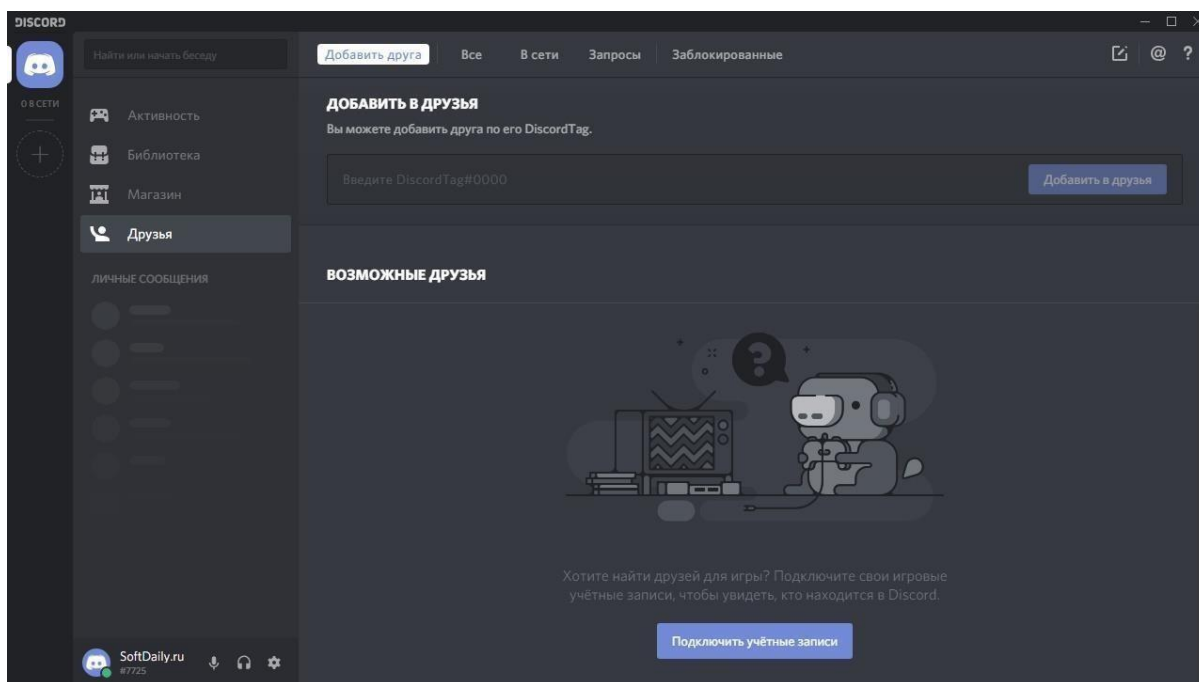 DISCORD
Найти или начать беседу
Добавить друга Все В сети Запросы Заблокированные
0 В СЕТИ
Активность
Библиотека
Магазин
Друзья
ЛИЧНЫЕ СООБЩЕНИЯ
ДОБАВИТЬ В ДРУЗЬЯ
Вы можете добавить друга по его DiscordTag.
Введите DiscordTag#0000
Добавить в друзья
ВОЗМОЖНЫЕ ДРУЗЬЯ
Хотите найти друзей для игры? Подключите свои игровые
учётные записи, чтобы увидеть, кто находится в Discord.
Подключить учётные записи
SoftDaily.ru
#7725